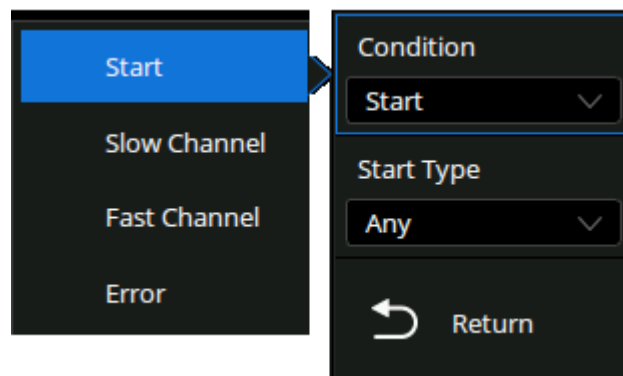 Start
Slow Channel
Fast Channel
Error
Condition
Start
Start Type
Any
Return